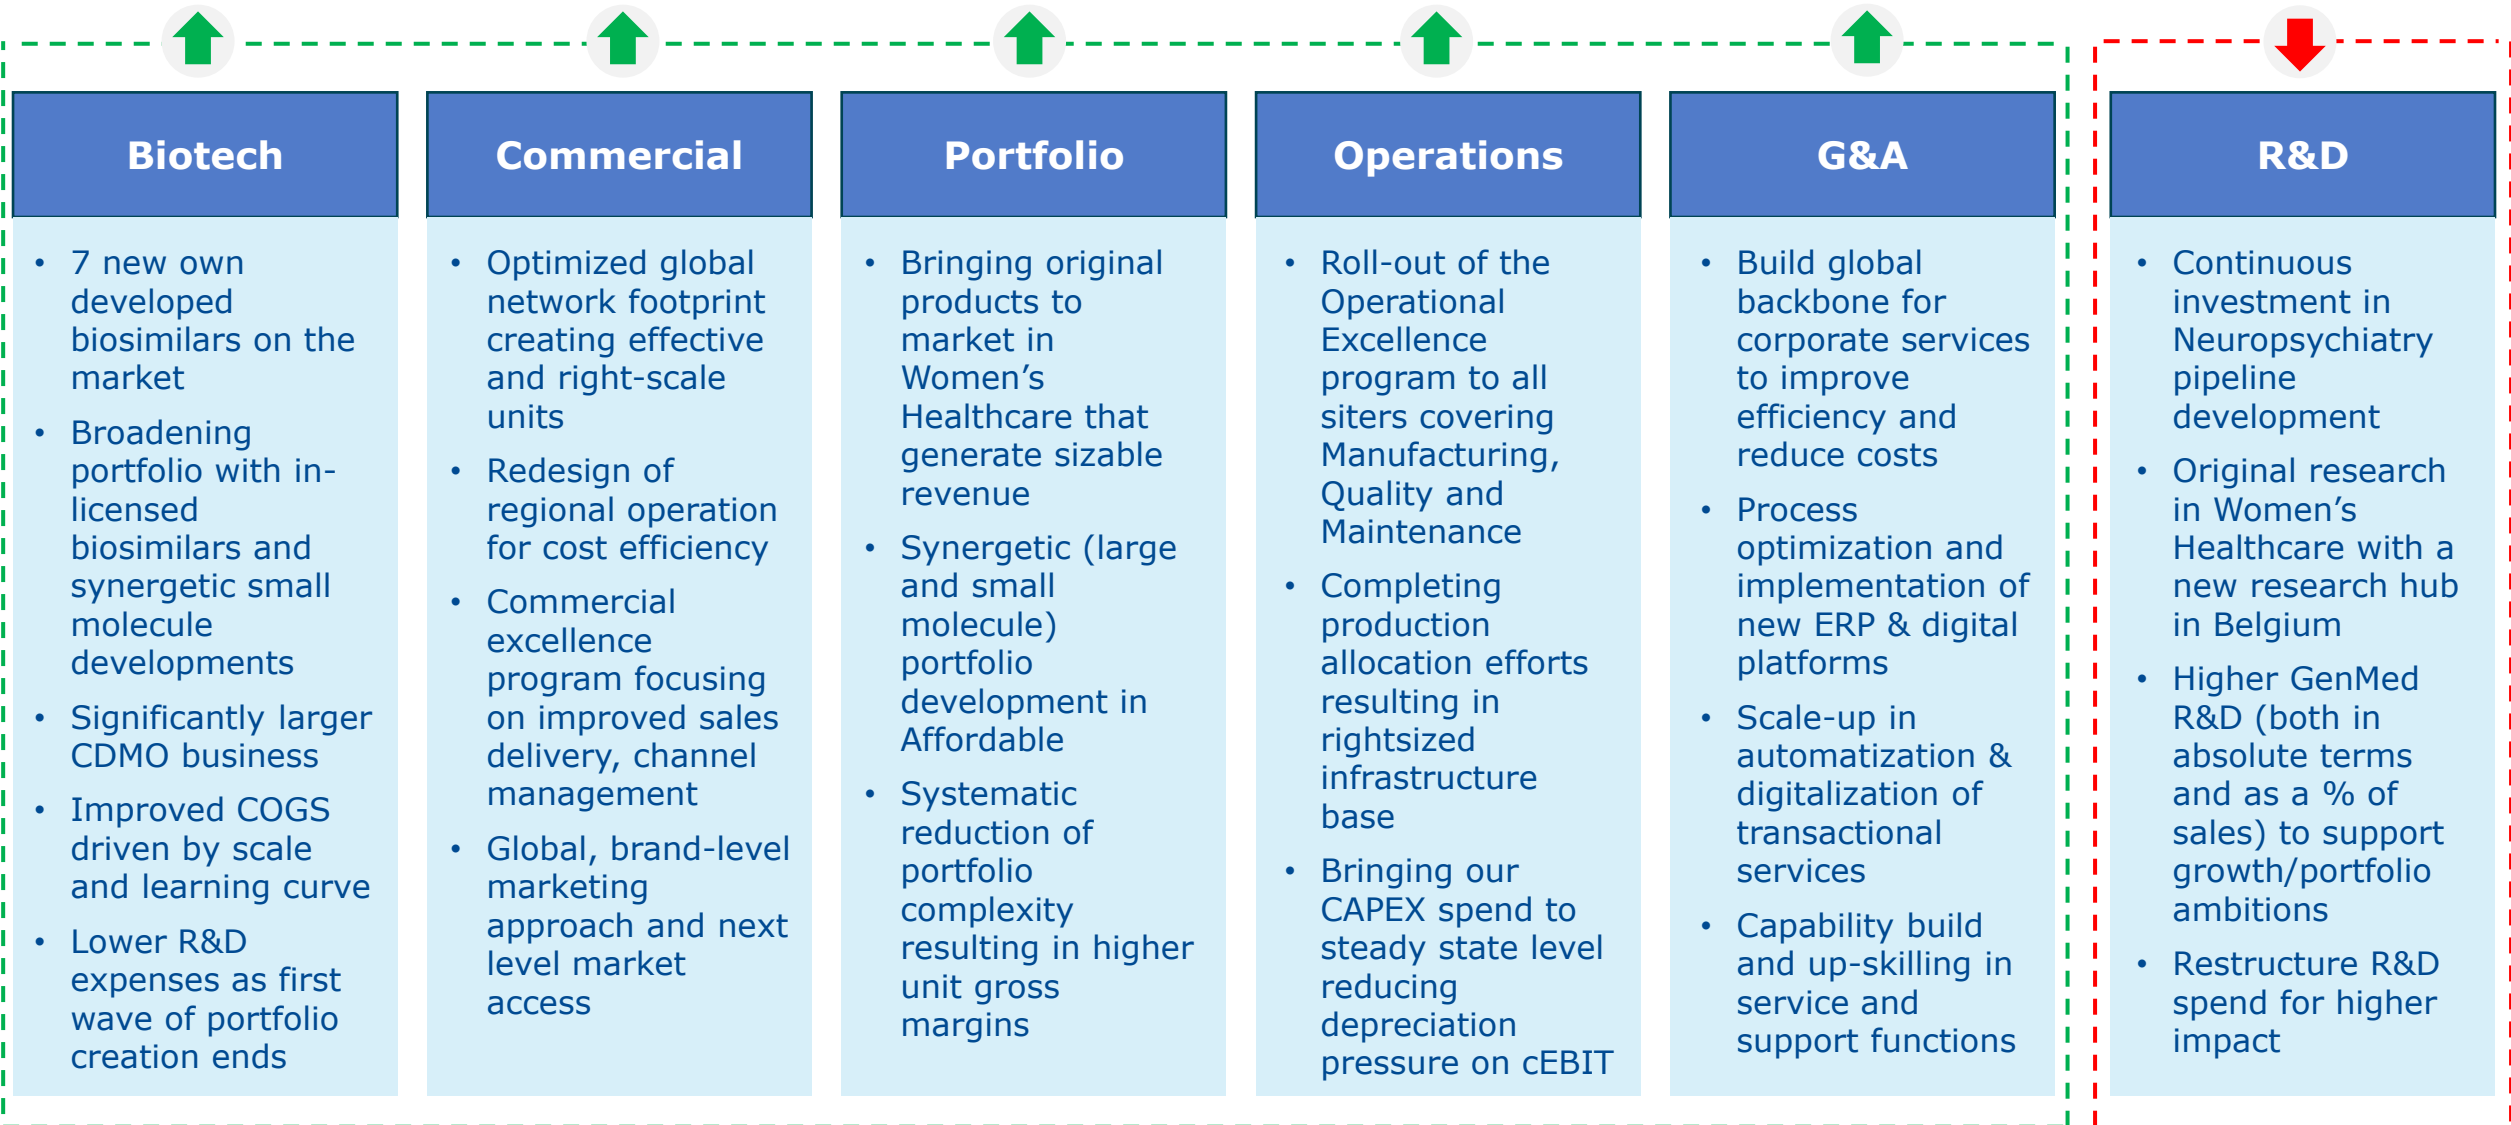 Biotech
• 7 new own
developed
biosimilars on the
market
• Broadening
portfolio with in-
licensed
biosimilars and
synergetic small
molecule
developments
• Significantly larger
CDMO business
• Improved COGS
driven by scale
and learning curve
• Lower R&D
expenses as first
wave of portfolio
creation ends
Commercial
• Optimized global
network footprint
creating effective
and right-scale
units
• Redesign of
regional operation
for cost efficiency
• Commercial
excellence
program focusing
on improved sales
delivery, channel
management
• Global, brand-level
marketing
approach and next
level market
access
Portfolio
• Bringing original
products to
market in
Women’s
Healthcare that
generate sizable
revenue
• Synergetic (large
and small
molecule)
portfolio
development in
Affordable
• Systematic
reduction of
portfolio
complexity
resulting in higher
unit gross
margins
Operations
• Roll-out of the
Operational
Excellence
program to all
siters covering
Manufacturing,
Quality and
Maintenance
• Completing
production
allocation efforts
resulting in
rightsized
infrastructure
base
• Bringing our
CAPEX spend to
steady state level
reducing
depreciation
pressure on cEBIT
G&A
• Build global
backbone for
corporate services
to improve
efficiency and
reduce costs
• Process
optimization and
implementation of
new ERP & digital
platforms
• Scale-up in
automatization &
digitalization of
transactional
services
• Capability build
and up-skilling in
service and
support functions
R&D
• Continuous
investment in
Neuropsychiatry
pipeline
development
• Original research
in Women’s
Healthcare with a
new research hub
in Belgium
• Higher GenMed
R&D (both in
absolute terms
and as a % of
sales) to support
growth/portfolio
ambitions
• Restructure R&D
spend for higher
impact